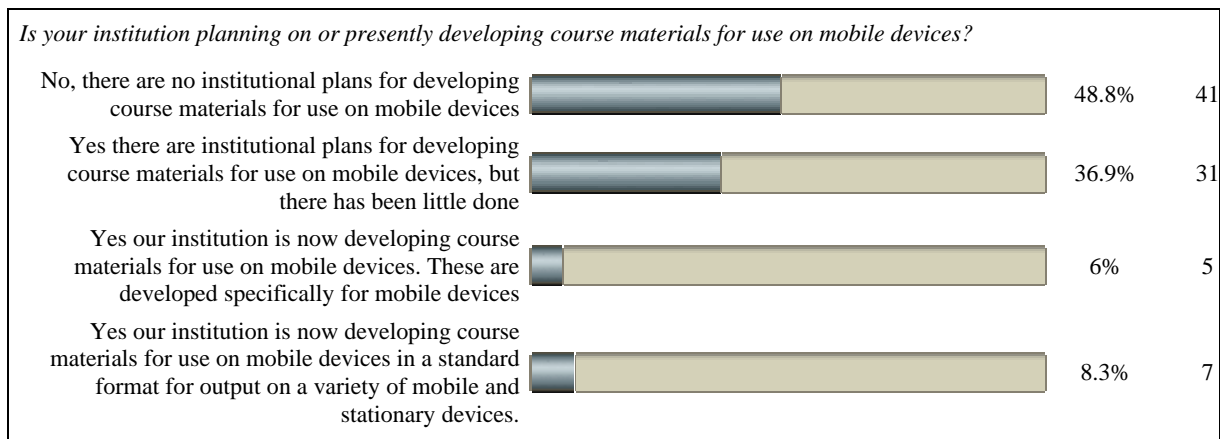 Is your institution planning on or presently developing course materials for use on mobile devices?
No, there are no institutional plans for developing
course materials for use on mobile devices
48.8% 41
Yes there are institutional plans for developing
course materials for use on mobile devices, but
there has been little done
36.9% 31
Yes our institution is now developing course
materials for use on mobile devices. These are
developed specifically for mobile devices
6% 5
Yes our institution is now developing course
materials for use on mobile devices in a standard
format for output on a variety of mobile and
stationary devices.
8.3% 7